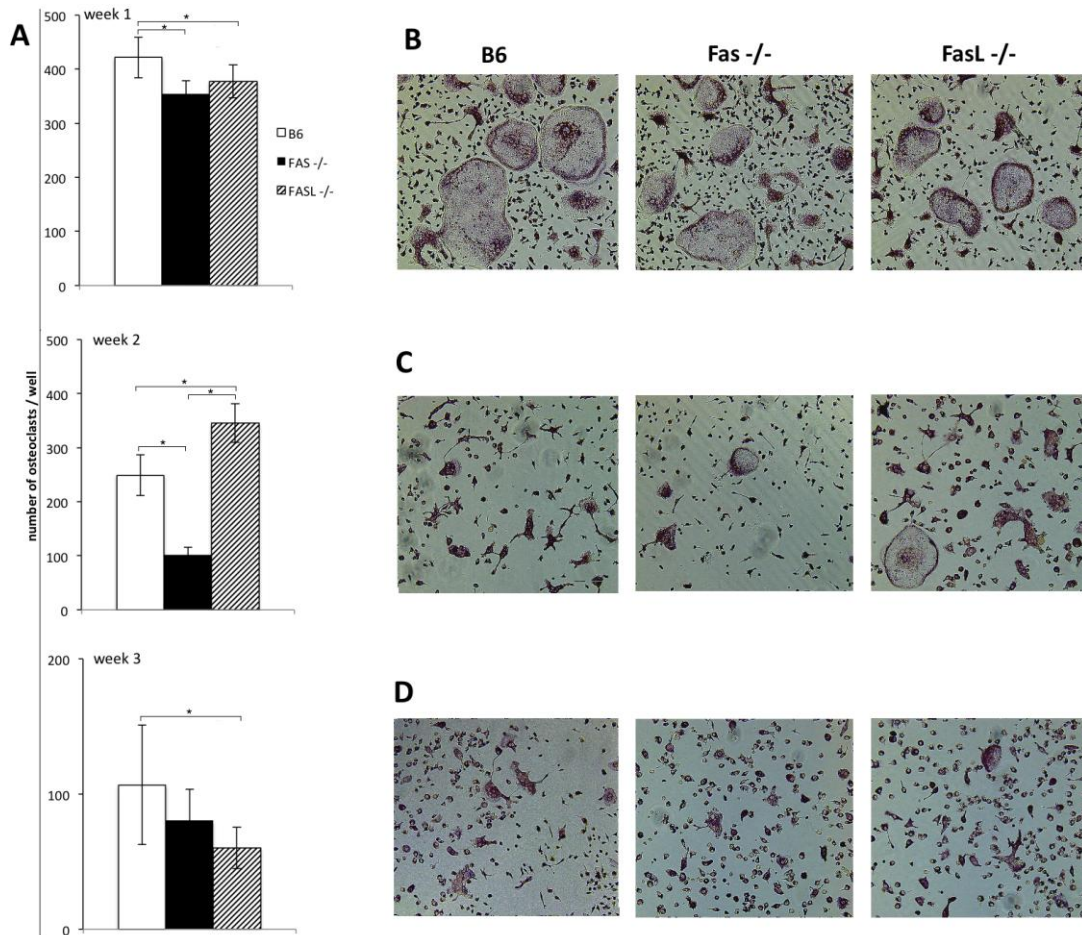 A
number of osteoclasts / well
week 1
500
400
300
200
100
0
*
*
B6
FAS -/-
FASL -/-
week 2
500
400
300
200
100
0
*
*
*
week 3
200
100
0
*
B
B6
Fas -/-
FasL -/-
C
D